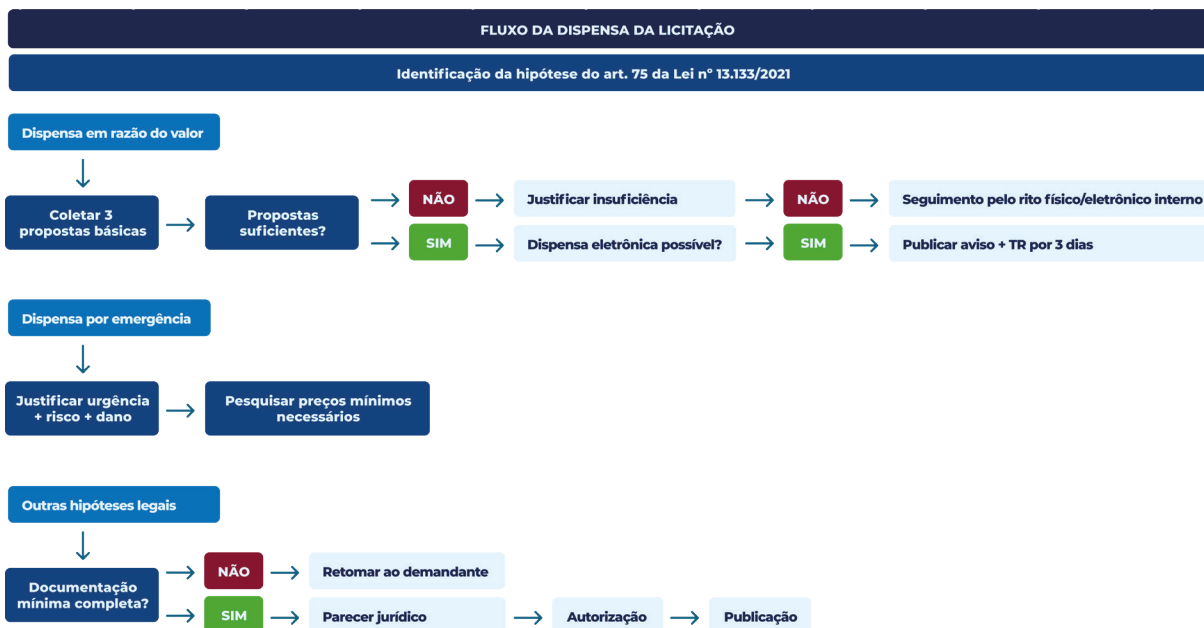 FLUXO DA DISPENSA DA LICITAÇÃO
Identificação da hipótese do art. 75 da Lei nº 13.133/2021
Dispensa em razão do valor
Coletar 3
propostas básicas
Propostas
suficientes?
NÃO
Justificar insuficiência
NÃO
Seguimento pelo rito físico/eletrônico interno
SIM
Dispensa eletrônica possível?
SIM
Publicar aviso + TR por 3 dias
Dispensa por emergência
Justificar urgência
+ risco + dano
Pesquisar preços mínimos
necessários
Outras hipóteses legais
Documentação
mínima completa?
NÃO
Retomar ao demandante
SIM
Parecer jurídico
Autorização
Publicação